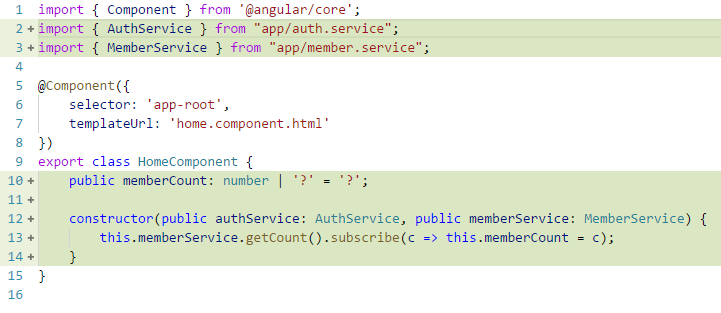 1 import { Component } from '@angular/core';
2 + import { AuthService } from "app/auth.service";
3 + import { MemberService } from "app/member.service";
4
5 @Component({
6     selector: 'app-root',
7     templateUrl: 'home.component.html'
8 })
9 export class HomeComponent {
10 +     public memberCount: number | '?' = '?';
11 +
12 +     constructor(public authService: AuthService, public memberService: MemberService) {
13 +         this.memberService.getCount().subscribe(c => this.memberCount = c);
14 +     }
15 }
16